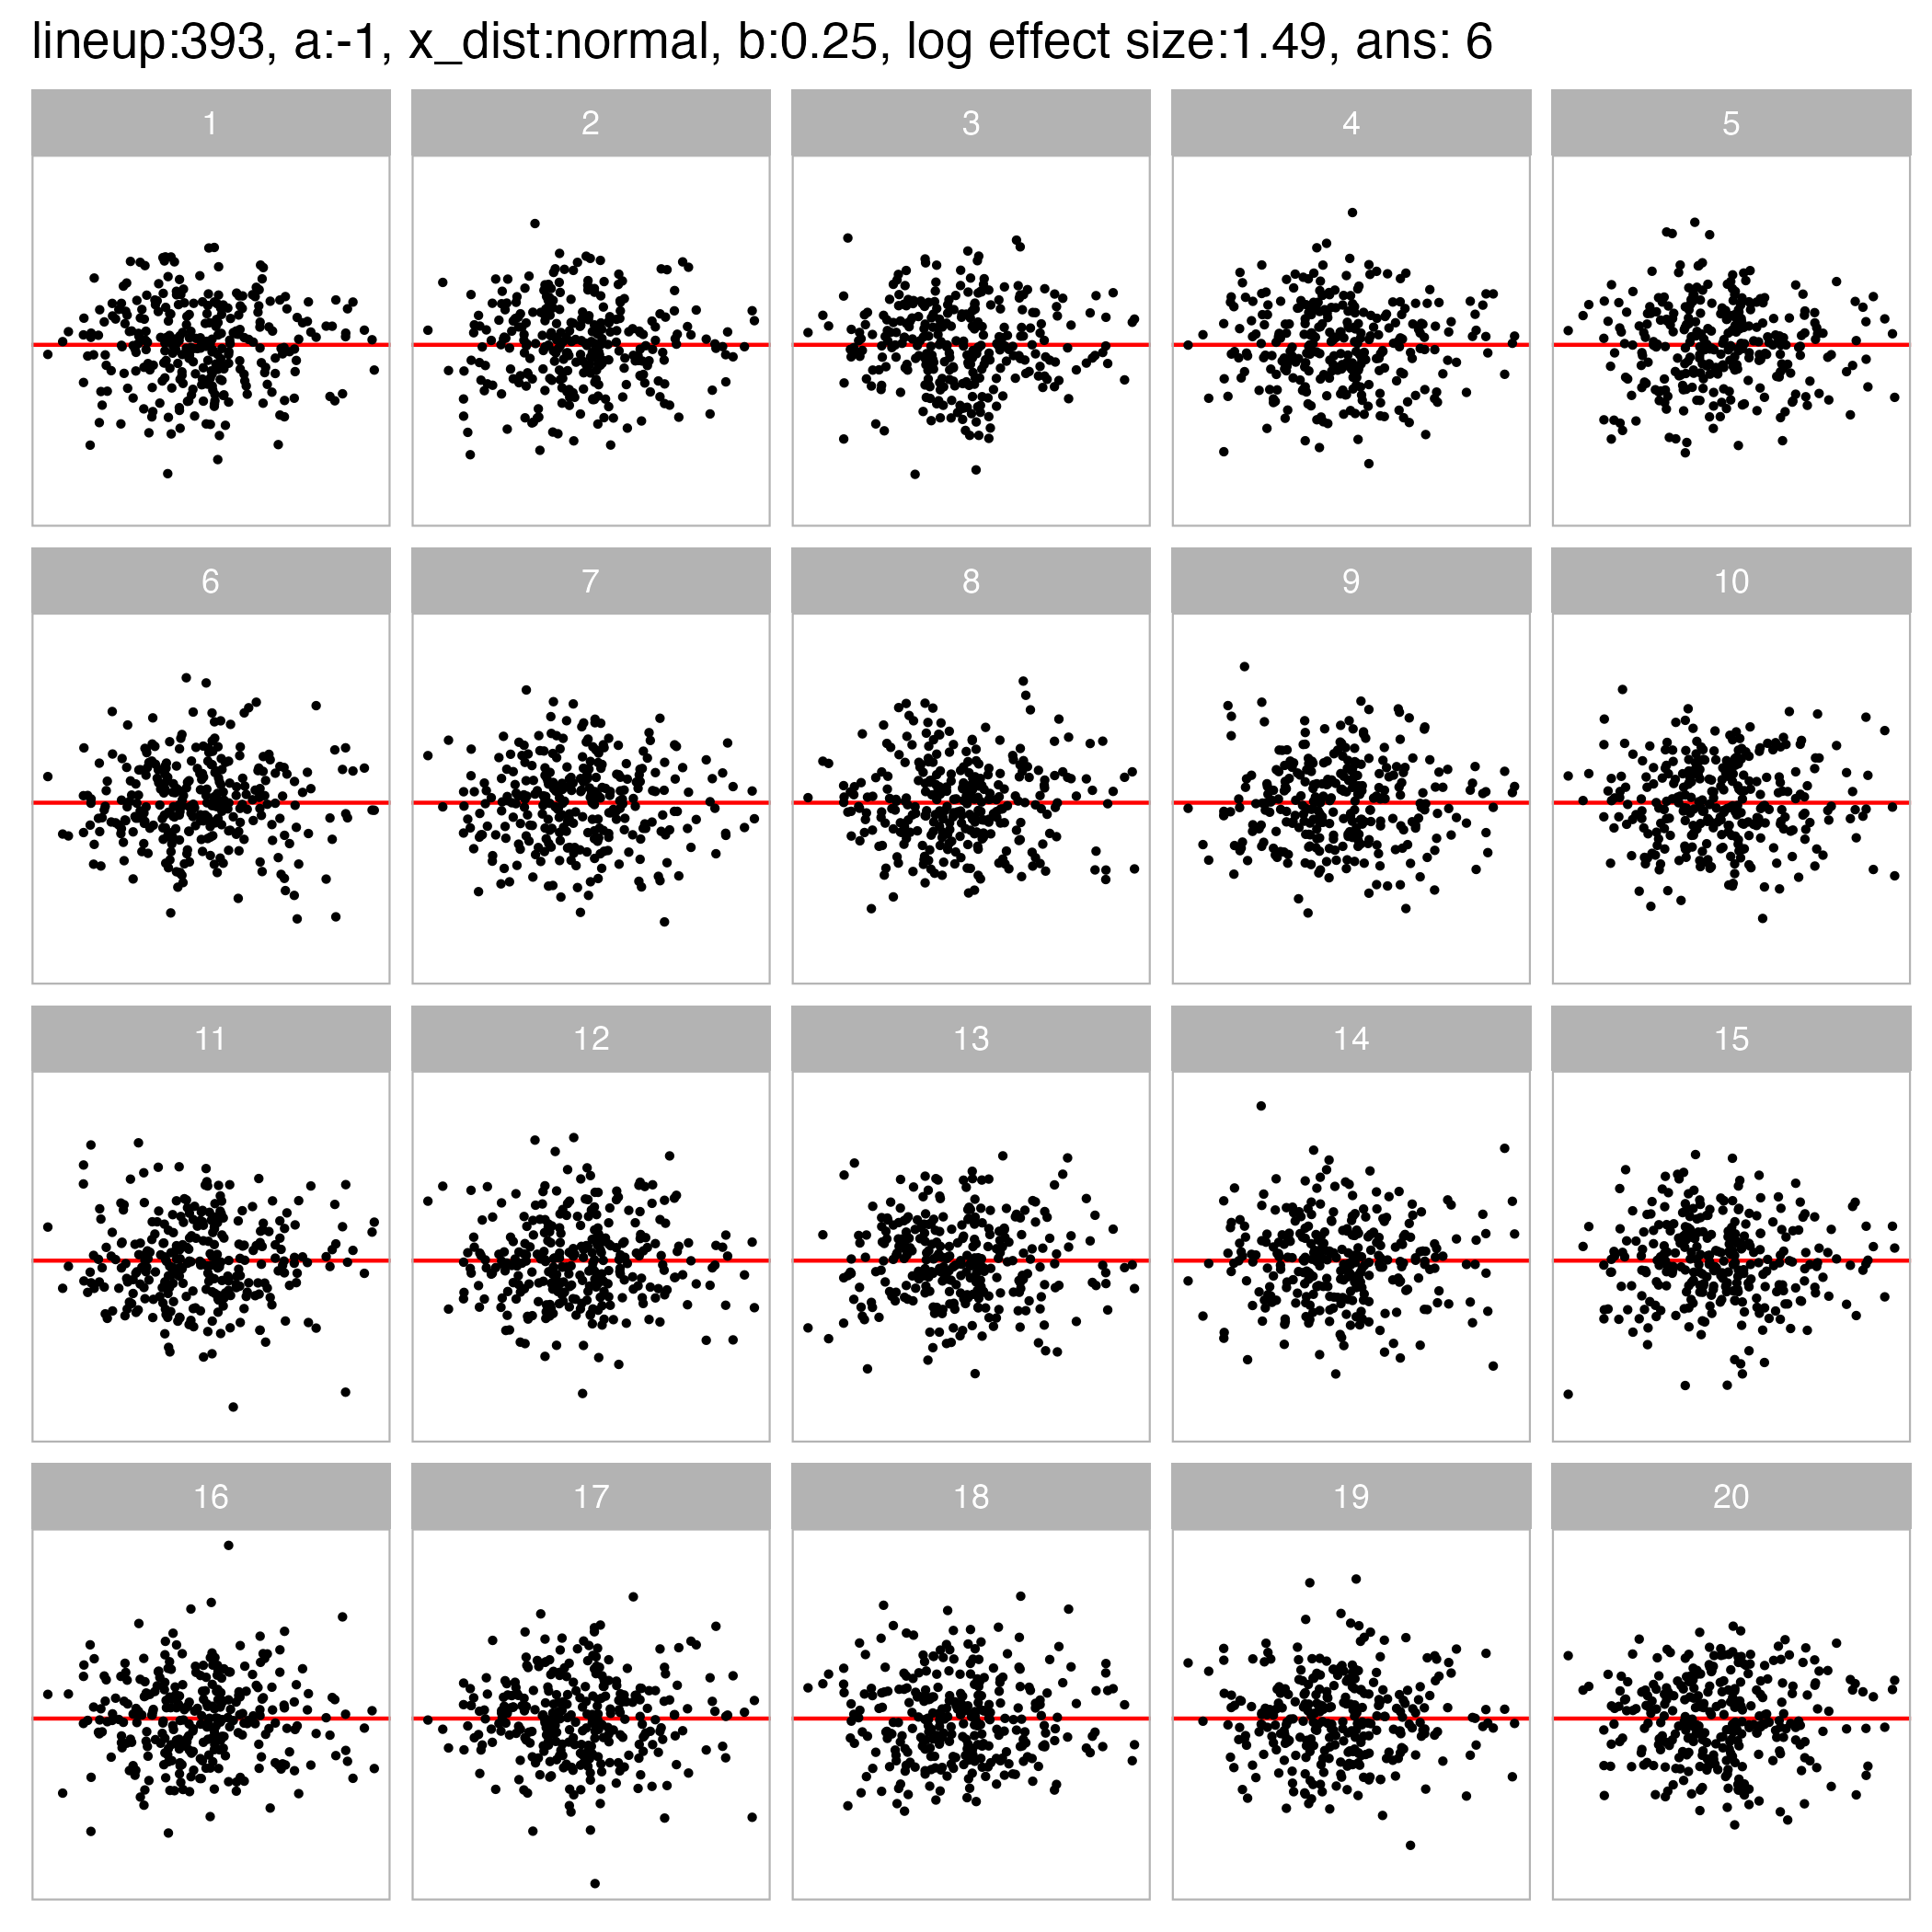 lineup:393, a:-1, x_dist:normal, b:0.25, log effect size:1.49, ans: 6
1 2 3 4 5
6 7 8 9 10
11 12 13 14 15
16 17 18 19 20